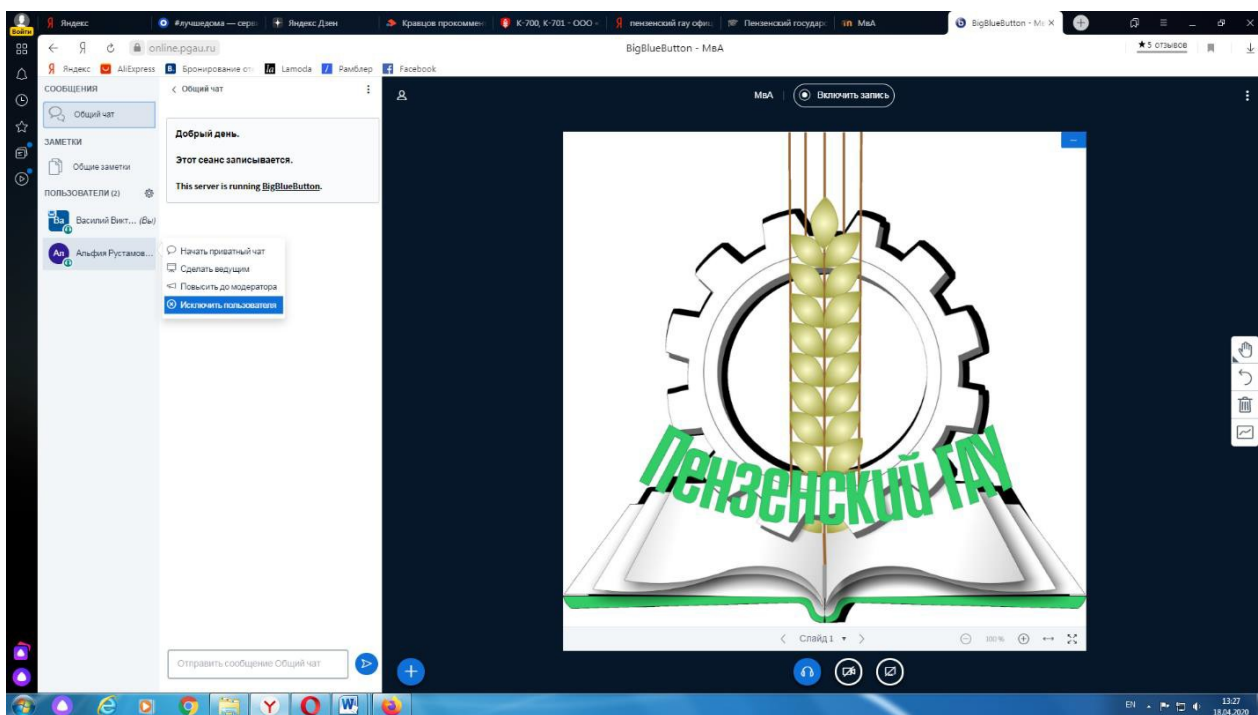 Войти
Яндекс
#лучшедома — серв
Яндекс Дзен
Кравцов прокоммен
К-700, К-701 - ООО
пензенский гау офиц
Пензенский государс
МвА
BigBlueButton - Мв
online.pgau.ru
BigBlueButton - МвА
★5 отзывов
Яндекс
AliExpress
Бронирование от
Lamoda
Рамблер
Facebook
СООБЩЕНИЯ
Общий чат
ЗАМЕТКИ
Общие заметки
ПОЛЬЗОВАТЕЛИ (2)
Ва
Василий Викт... (Вы)
Ал
Альфия Рустамов...
Общий чат
Добрый день.
Этот сеанс записывается.
This server is running BigBlueButton.
Начать приватный чат
Сделать ведущим
Повысить до модератора
Исключить пользователя
Отправить сообщение Общий чат
МвА
Включить запись
Пензенский ГАУ
Слайд 1
100%
EN
13:27
18.04.2020